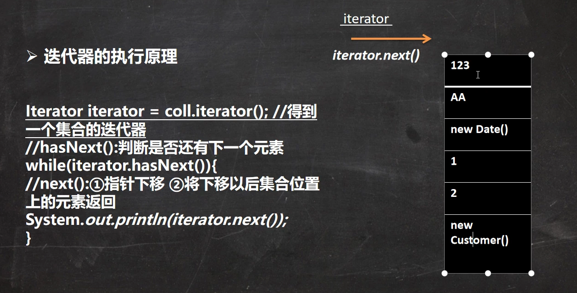 iterator
iterator.next()
➢ 迭代器的执行原理
Iterator iterator = coll.iterator(); //得到
一个集合的迭代器
//hasNext():判断是否还有下一个元素
while(iterator.hasNext()){
//next():①指针下移 ②将下移以后集合位置
上的元素返回
System.out.println(iterator.next());
}
123
AA
new Date()
1
2
new
Customer()